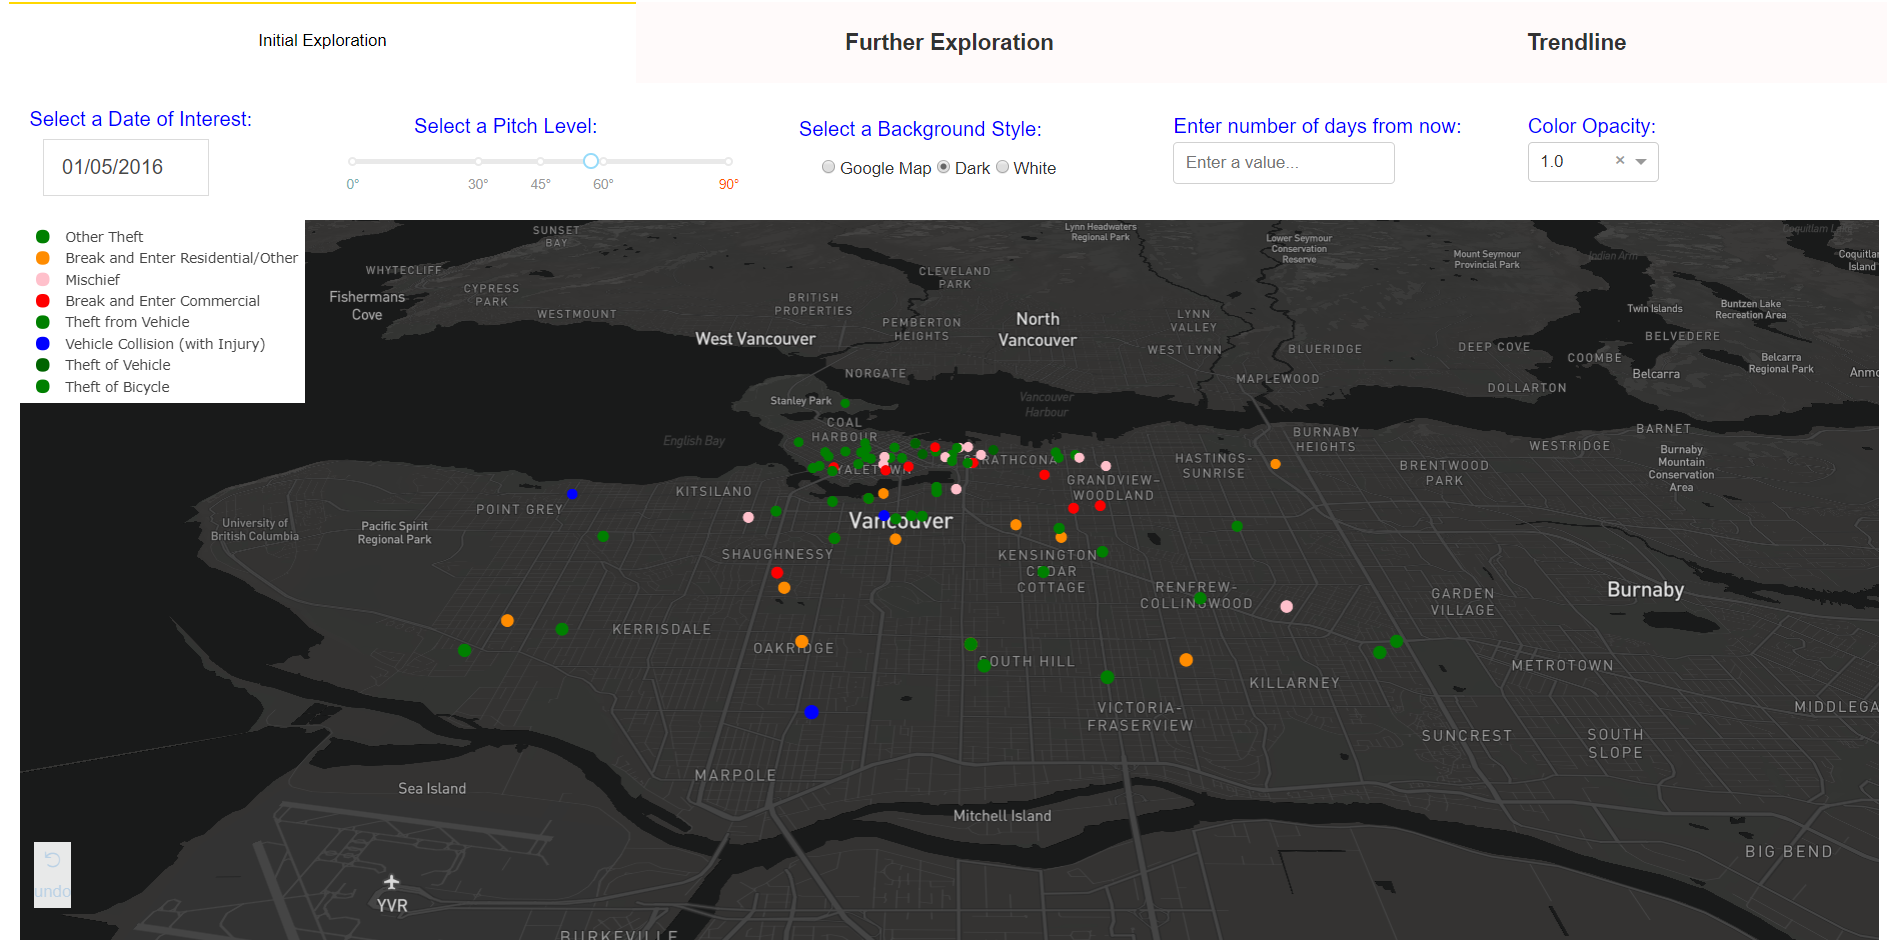 Initial Exploration
Further Exploration
Trendline
Select a Date of Interest:
Select a Pitch Level:
Select a Background Style:
Enter number of days from now:
Color Opacity:
01/05/2016
0°
30°
45°
60°
90°
Google Map
Dark
White
Enter a value...
1.0
×
Other Theft
Break and Enter Residential/Other
Mischief
Break and Enter Commercial
Theft from Vehicle
Vehicle Collision (with Injury)
Theft of Vehicle
Theft of Bicycle
SUNSET
BAY
Lynn Headwaters
Regional Park
Lower Seymour
Conservation
Reserve
Mount Seymour
Provincial Park
Indian Arm
Coquitlam Lake
Coquitlam
Island
WHYTECLIFF
CYPRESS
PARK
CLEVELAND
PARK
Fishermans
Cove
WESTMOUNT
BRITISH
PROPERTIES
PEMBERTON
HEIGHTS
North
Vancouver
LYNN
VALLEY
Twin Islands
Buntzen Lake
Recreation Area
West Vancouver
WEST LYNN
BLUERIDGE
DEEP COVE
BELVEDERE
COOMBE
Belcarra
Belcarra
Regional Park
Anmo
NORGATE
MAPLEWOOD
DOLLARTON
Stanley Park
Vancouver
Harbour
COAL
HARBOUR
English Bay
BURNABY
HEIGHTS
WESTRIDGE
BARNET
Burnaby
Mountain
Conservation
Area
YALETOWN
STRATHCONA
HASTINGS-
SUNRISE
BRENTWOOD
PARK
GRANDVIEW-
WOODLAND
KITSILANO
POINT GREY
University of
British Columbia
Pacific Spirit
Regional Park
Vancouver
SHAUGHNESSY
KENSINGTON
CEDAR
COTTAGE
RENFREW-
COLLINGWOOD
GARDEN
VILLAGE
Burnaby
KERRISDALE
OAKRIDGE
SOUTH HILL
METROTOWN
KILLARNEY
VICTORIA-
FRASERVIEW
MIDDLEGA
SUNCREST
SOUTH
SLOPE
MARPOLE
Sea Island
Mitchell Island
BIG BEND
undo
YVR
BURKEVILLE